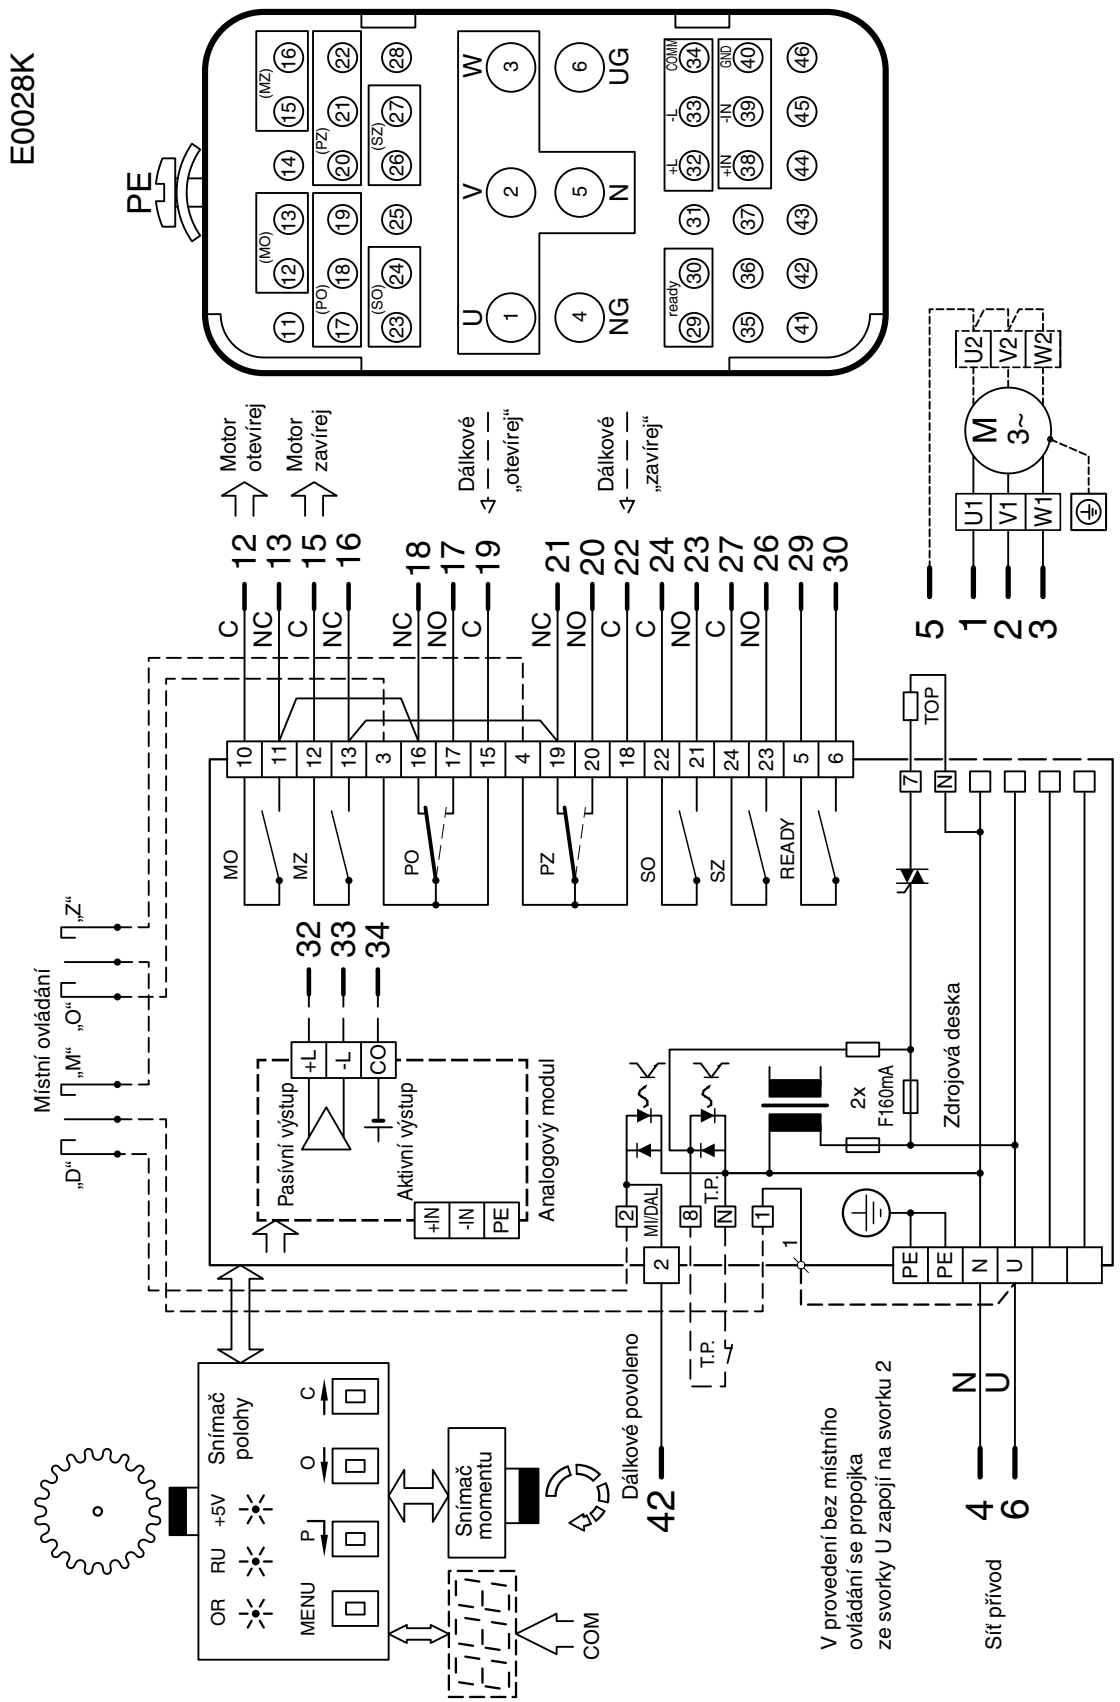 E0028K
PE
11
12
13
14
15
16
(MO)
(MZ)
17
18
19
20
21
22
(PO)
(PZ)
23
24
25
26
27
28
(SO)
(SZ)
U
V
W
1
2
3
4
5
6
NG
N
UG
ready
+L
-L
COMM
29
30
31
32
33
34
+IN
-IN
GND
35
36
37
38
39
40
41
42
43
44
45
46
Motor
otevírej
Motor
zavírej
Dálkové
„otevírej“
Dálkové
„zavírej“
C
12
NC
13
C
15
NC
16
NC
18
NO
17
C
19
NC
21
NO
20
C
22
C
24
NO
23
C
27
NO
26
29
30
10
11
12
13
3
16
17
15
4
19
20
18
22
21
24
23
5
6
MO
MZ
PO
PZ
SO
SZ
READY
Místní ovládání
„D“
„M“
„O“
„Z“
Pasívní výstup
Aktivní výstup
Analogový modul
+L
-L
CO
32
33
34
+IN
-IN
PE
Snímač
polohy
OR
RU
+5V
MENU
P
O
C
Snímač
momentu
COM
Dálkové povoleno
42
2
2
MI/DAL
8
T.P.
N
1
T.P.
1
2x
F160mA
Zdrojová deska
7
N
TOP
PE
PE
N
U
N
U
4
6
Síť přívod
V provedení bez místního
ovládání se propojka
ze svorky U zapojí na svorku 2
5
1
2
3
U1
V1
W1
M
3~
U2
V2
W2